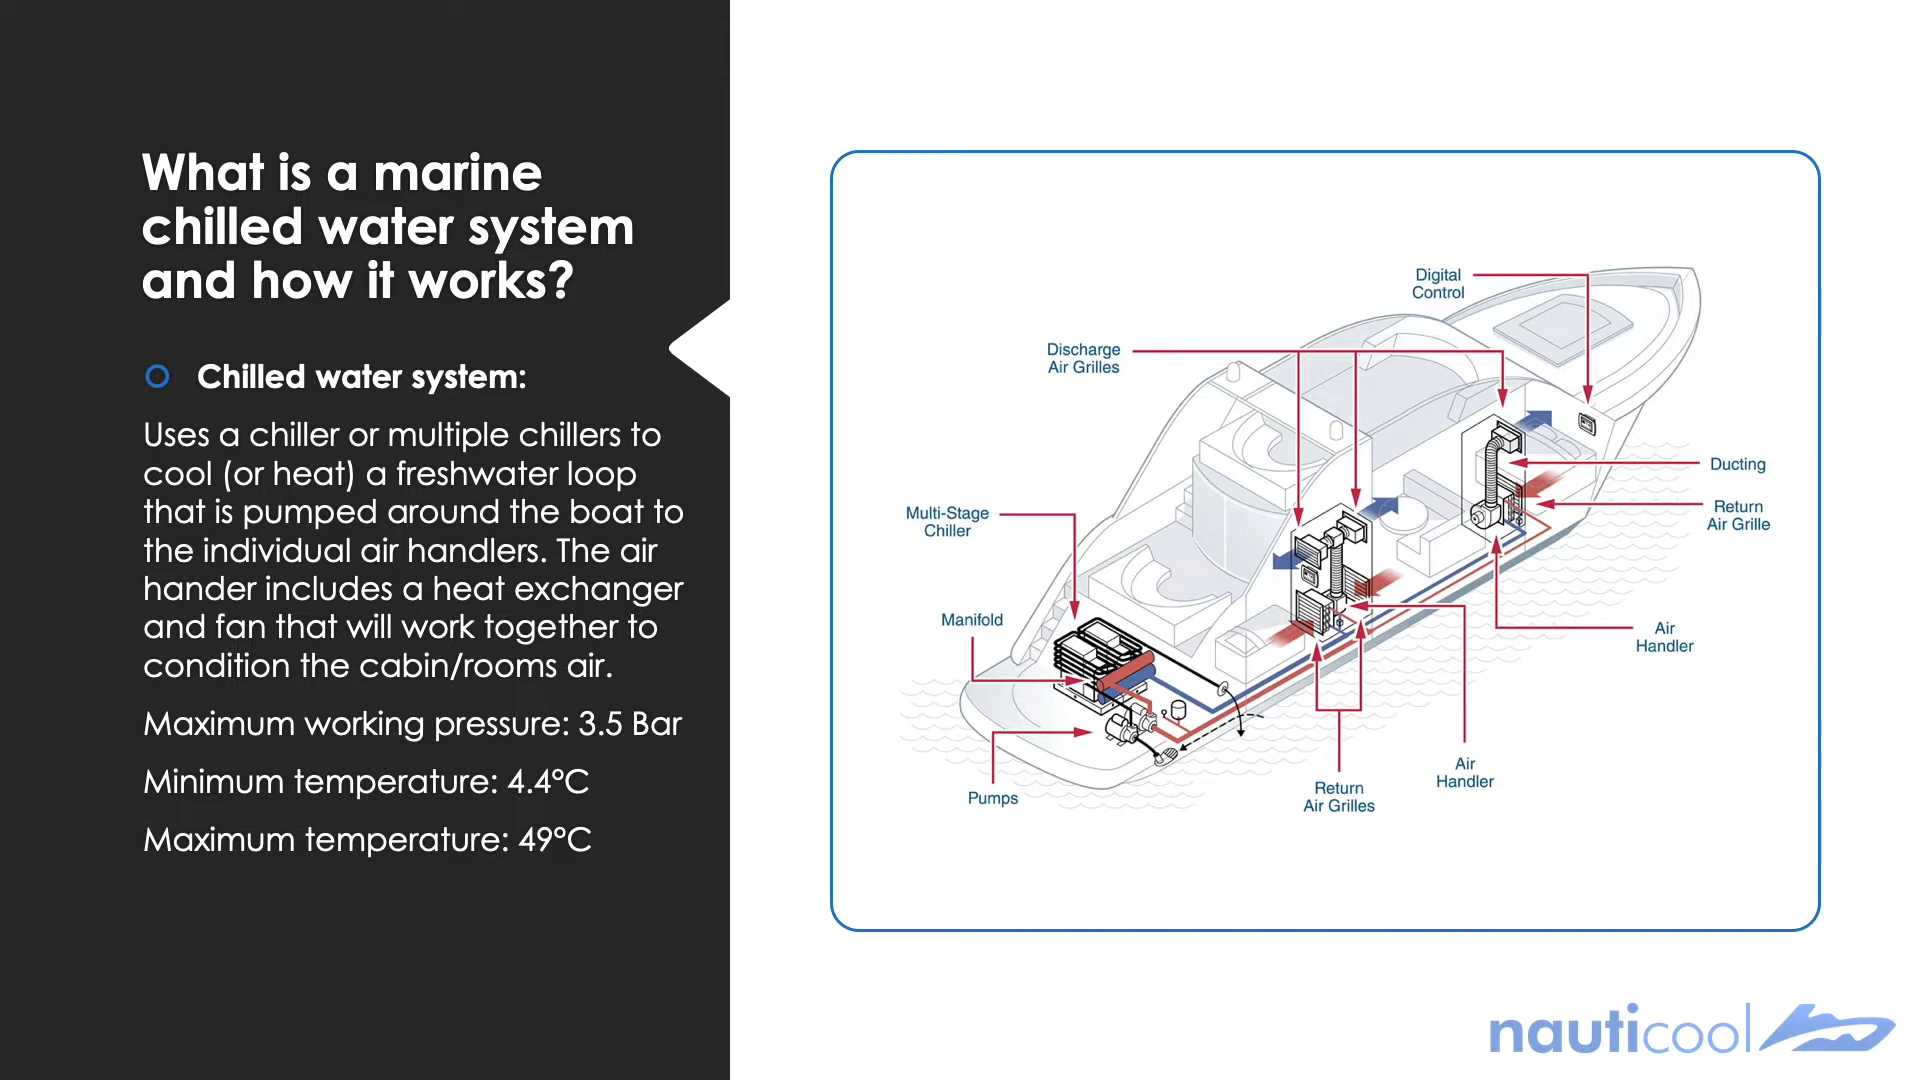 What is a marine
chilled water system
and how it works?
Chilled water system:
Uses a chiller or multiple chillers to
cool (or heat) a freshwater loop
that is pumped around the boat to
the individual air handlers. The air
hander includes a heat exchanger
and fan that will work together to
condition the cabin/rooms air.
Maximum working pressure: 3.5 Bar
Minimum temperature: 4.4°C
Maximum temperature: 49°C
Digital
Control
Discharge
Air Grilles
Ducting
Return
Air Grille
Multi-Stage
Chiller
Manifold
Air
Handler
Air
Handler
Pumps
Return
Air Grilles
nauticool